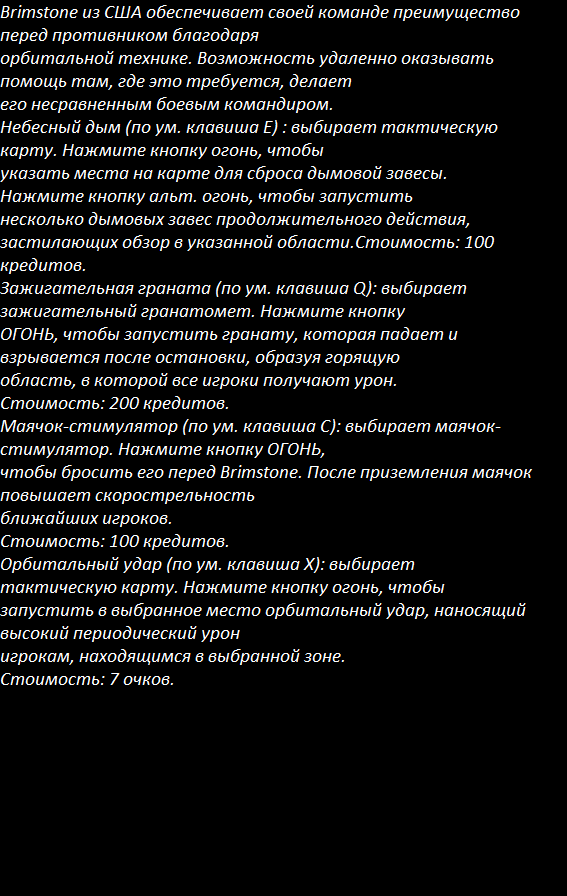 Brimstone из США обеспечивает своей команде преимущество
перед противником благодаря
орбитальной технике. Возможность удаленно оказывать
помощь там, где это требуется, делает
его несравненным боевым командиром.
Небесный дым (по ум. клавиша E) : выбирает тактическую
карту. Нажмите кнопку огонь, чтобы
указать места на карте для сброса дымовой завесы.
Нажмите кнопку альт. огонь, чтобы запустить
несколько дымовых завес продолжительного действия,
застилающих обзор в указанной области.Стоимость: 100
кредитов.
Зажигательная граната (по ум. клавиша Q): выбирает
зажигательный гранатомет. Нажмите кнопку
ОГОНЬ, чтобы запустить гранату, которая падает и
взрывается после остановки, образуя горящую
область, в которой все игроки получают урон.
Стоимость: 200 кредитов.
Маячок-стимулятор (по ум. клавиша C): выбирает маячок-
стимулятор. Нажмите кнопку ОГОНЬ,
чтобы бросить его перед Brimstone. После приземления маячок
повышает скорострельность
ближайших игроков.
Стоимость: 100 кредитов.
Орбитальный удар (по ум. клавиша X): выбирает
тактическую карту. Нажмите кнопку огонь, чтобы
запустить в выбранное место орбитальный удар, наносящий
высокий периодический урон
игрокам, находящимся в выбранной зоне.
Стоимость: 7 очков.